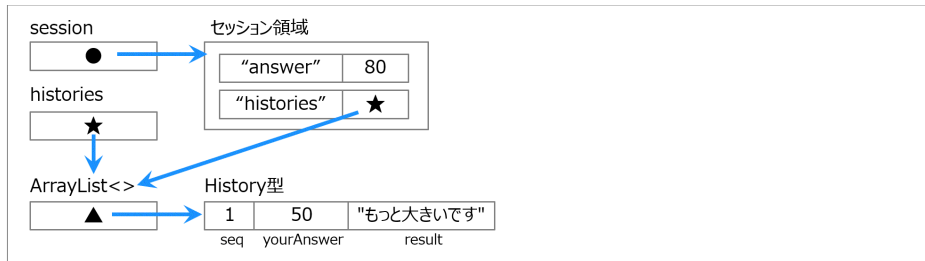 session
セッション領域
●
“answer” 80
histories
“histories” ★
★
ArrayList<>
History型
▲
1 50 "もっと大きいです"
seq yourAnswer result